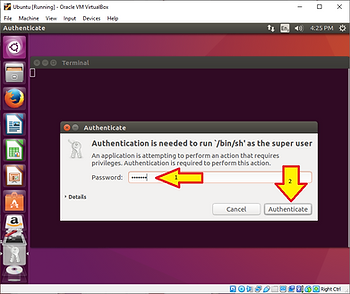 Ubuntu [Running] - Oracle VM VirtualBox
File Machine View Input Devices Help
Authenticate
En
4:25 PM
Terminal
Authenticate
Authentication is needed to run `/bin/sh' as the super user
An application is attempting to perform an action that requires
privileges. Authentication is required to perform this action.
Password:
1
2
Details
Cancel
Authenticate
Right Ctrl